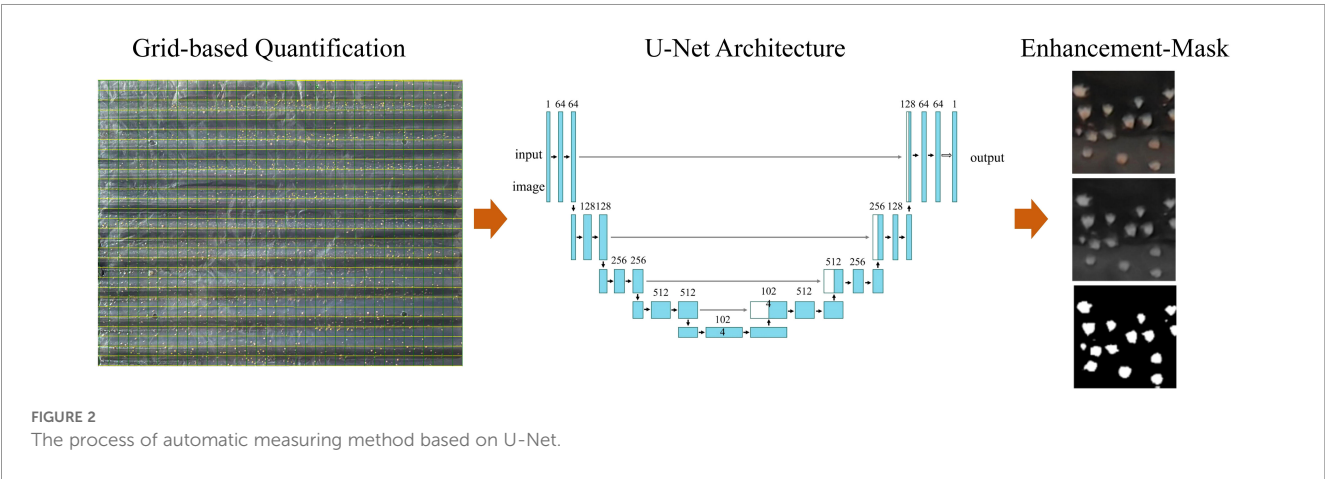 Grid-based Quantification
U-Net Architecture
Enhancement-Mask
1 64 64
128 64 64 1
input
image
output
128 128
256 128
256 256
512 256
512 512
102
4
512
102
4
FIGURE 2
The process of automatic measuring method based on U-Net.